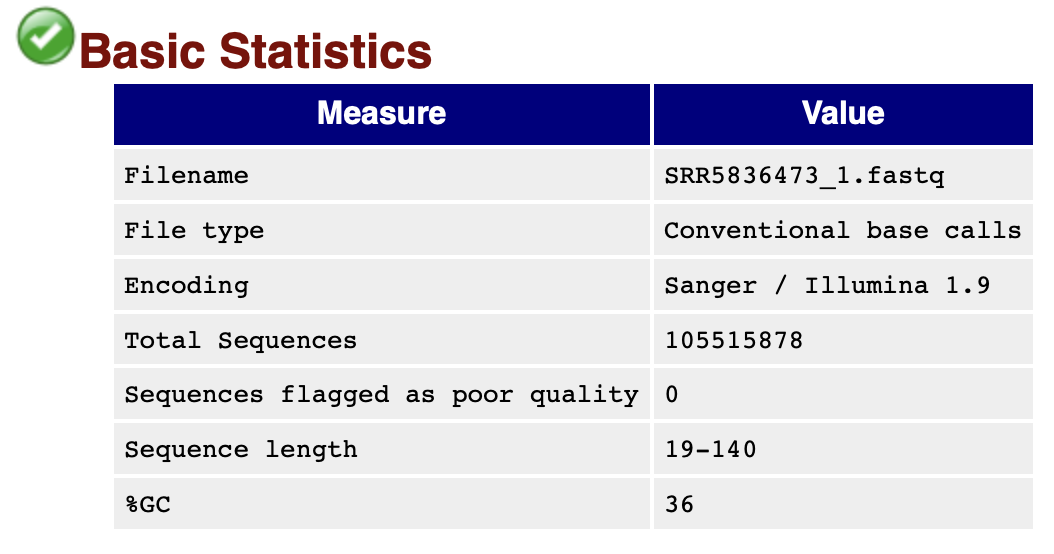 Basic Statistics
Measure Value
Filename SRR5836473_1.fastq
File type Conventional base calls
Encoding Sanger / Illumina 1.9
Total Sequences 105515878
Sequences flagged as poor quality 0
Sequence length 19-140
%GC 36